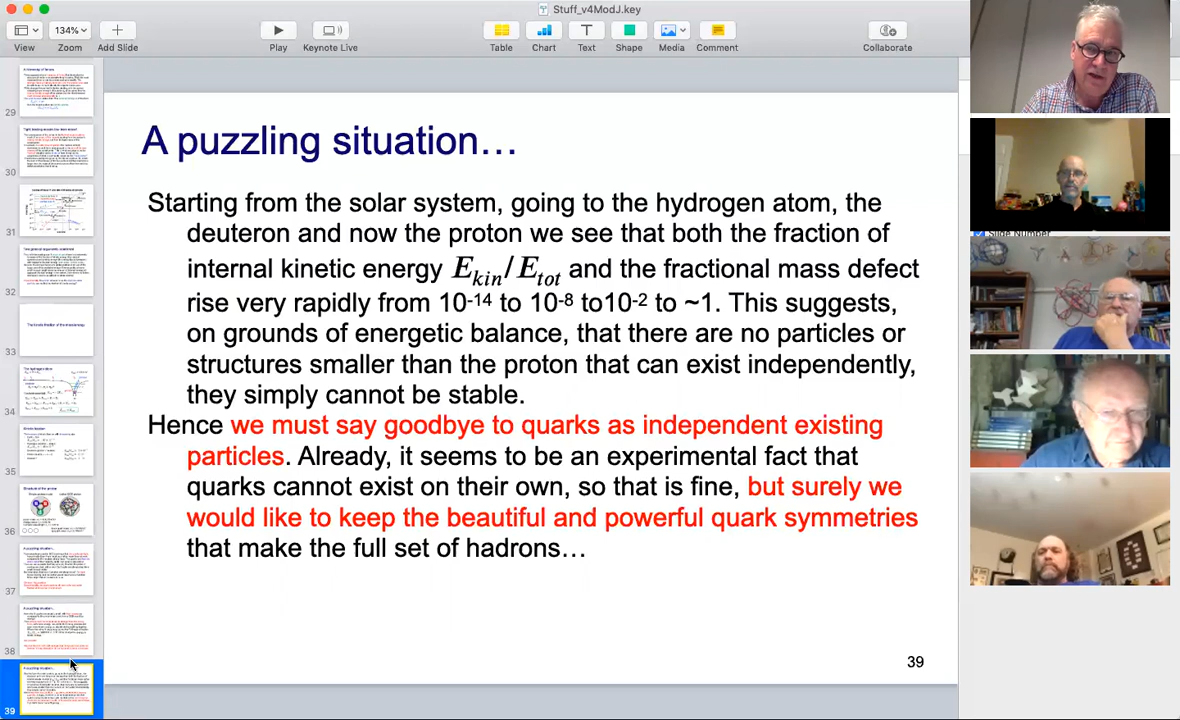 Stuff_v4ModJ.key
134%
View
Zoom
Add Slide
Play
Keynote Live
Table
Chart
Text
Shape
Media
Comment
Collaborate
29
30
31
32
33
34
35
36
37
38
39
A puzzling situation…
Starting from the solar system, going to the hydrogen atom, the
deuteron and now the proton we see that both the fraction of
internal kinetic energy E_kin/E_tot and the fractional mass defect
rise very rapidly from 10-14 to 10-8 to10-2 to ~1. This suggests,
on grounds of energetic balance, that there are no particles or
structures smaller than the proton that can exist independently,
they simply cannot be stable.
Hence we must say goodbye to quarks as independent existing
particles. Already, it seems to be an experimental fact that
quarks cannot exist on their own, so that is fine, but surely we
would like to keep the beautiful and powerful quark symmetries
that make the full set of hadrons…
39
Slide Number